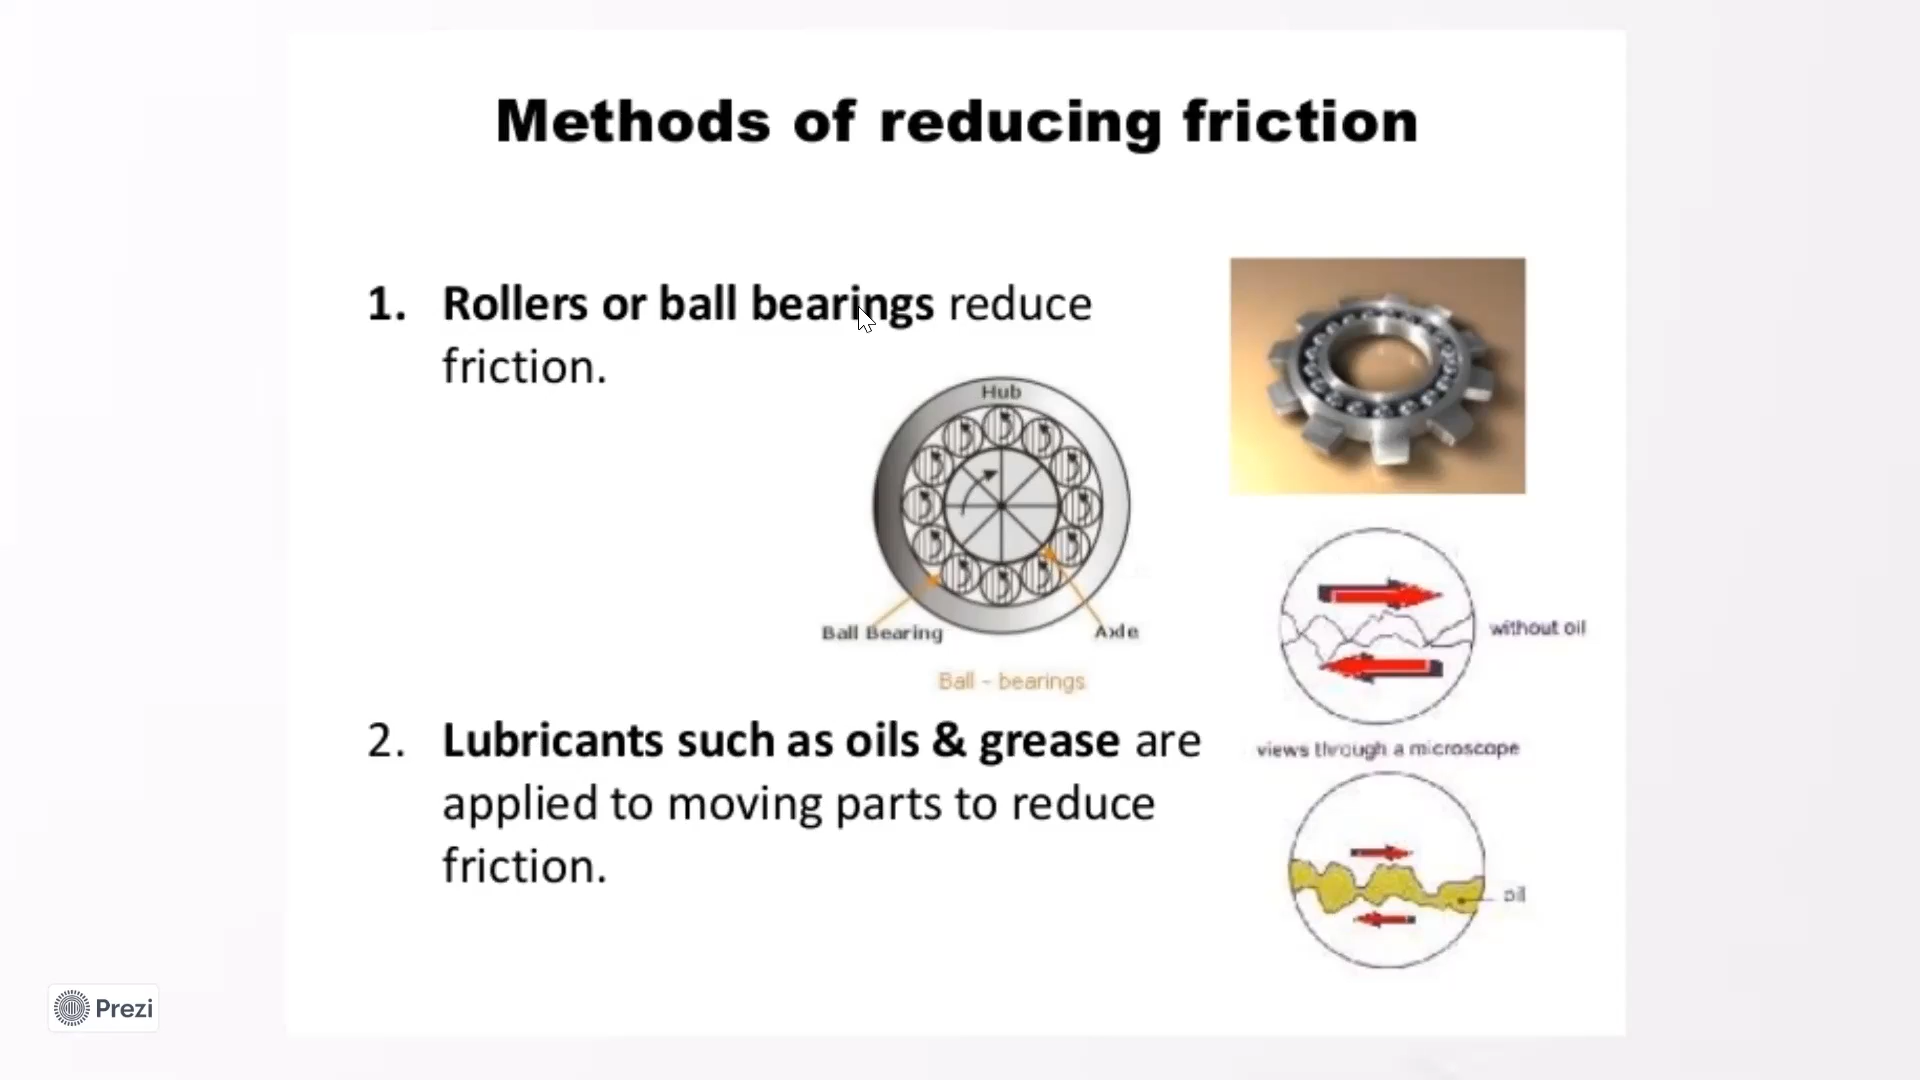 Methods of reducing friction
1. Rollers or ball bearings reduce
friction.
Hub
Ball Bearing
Axle
Ball - bearings
without oil
2. Lubricants such as oils & grease are
applied to moving parts to reduce
friction.
views through a microscope
oil
Prezi